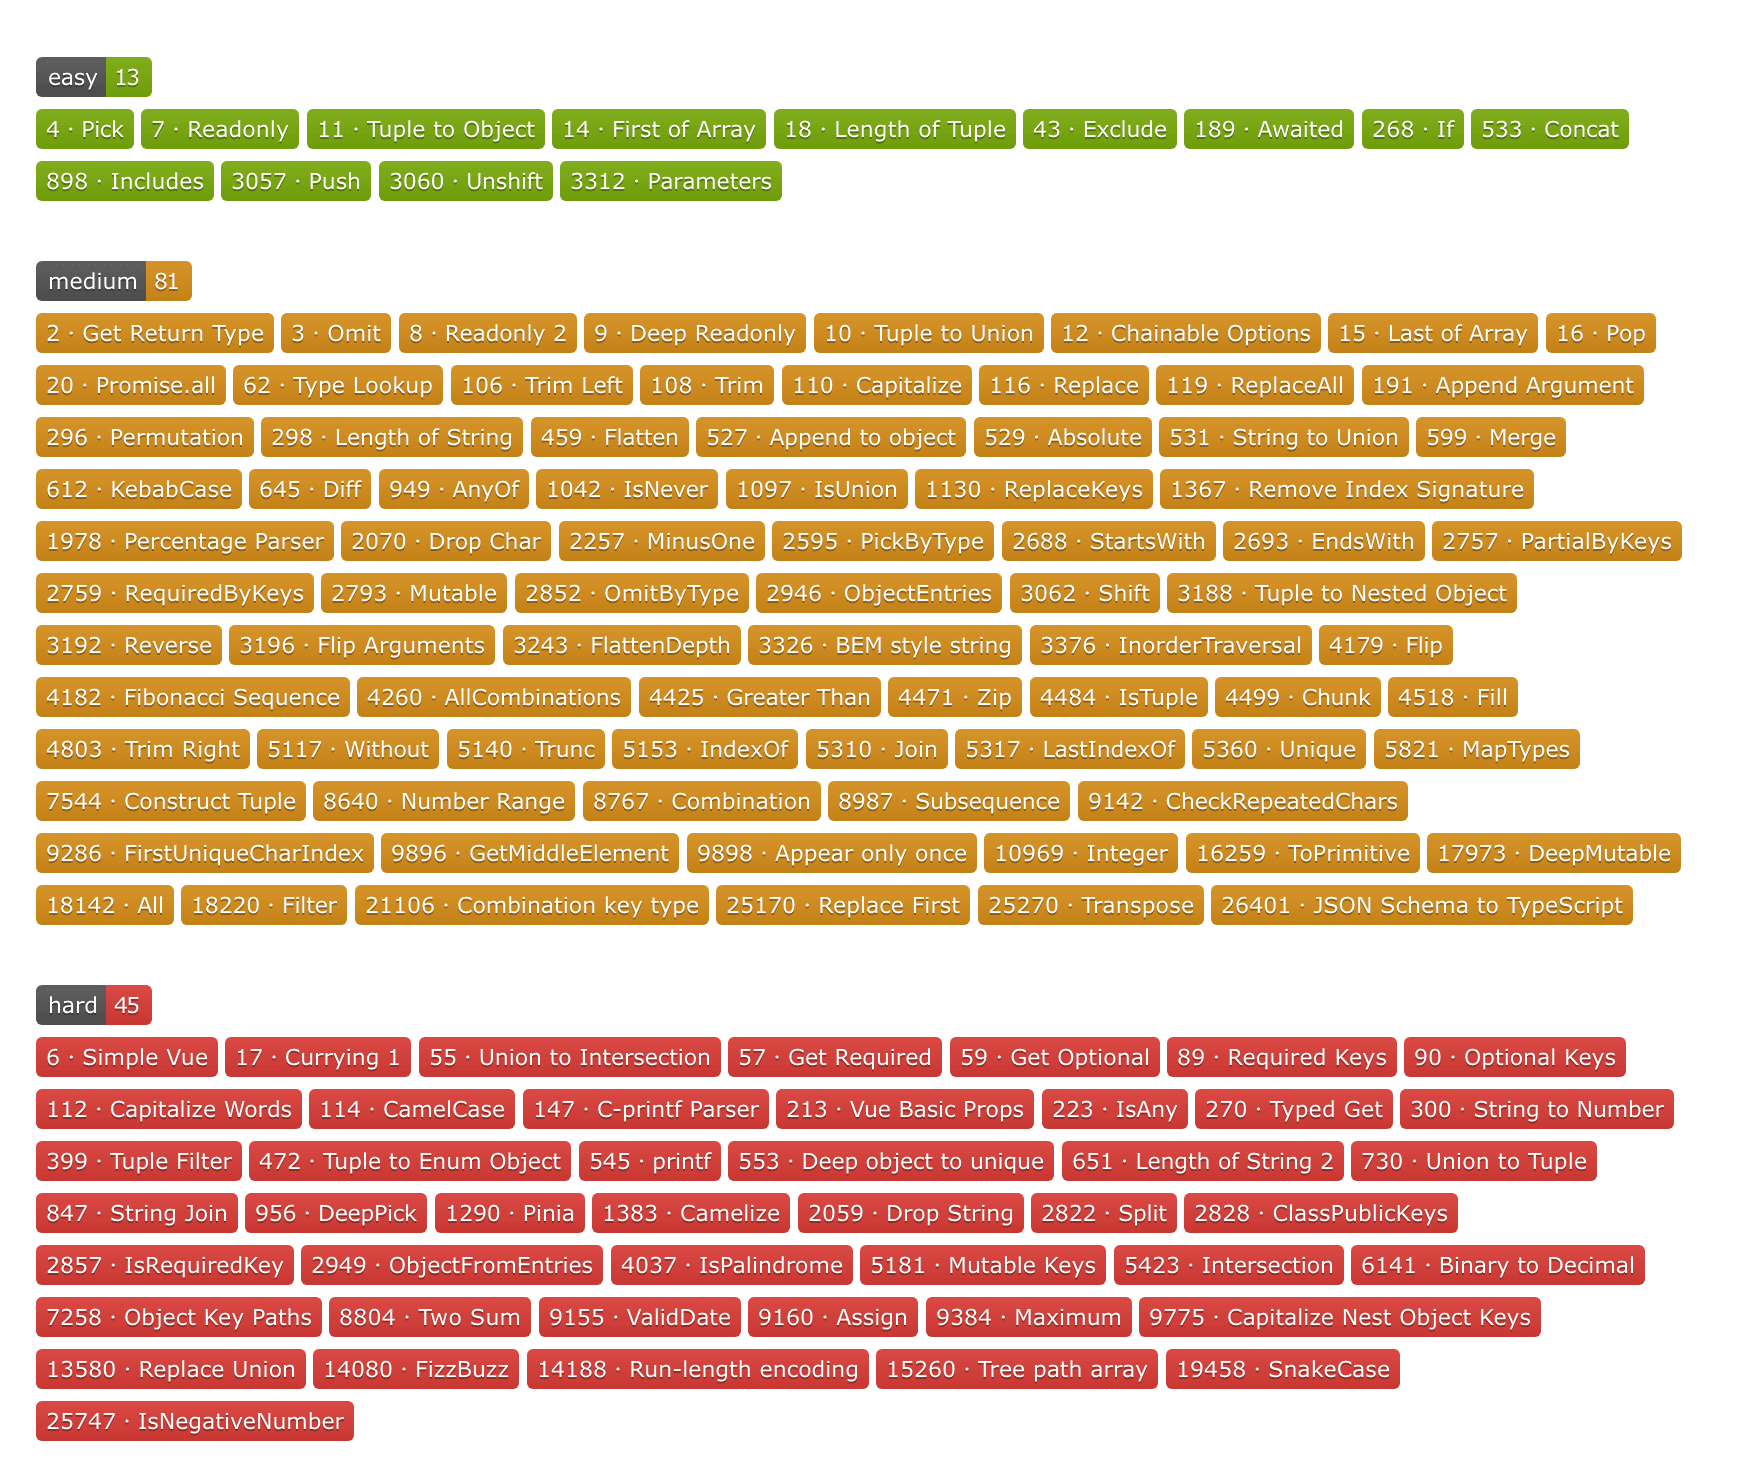 easy 13
4 · Pick 7 · Readonly 11 · Tuple to Object 14 · First of Array 18 · Length of Tuple 43 · Exclude 189 · Awaited 268 · If 533 · Concat
898 · Includes 3057 · Push 3060 · Unshift 3312 · Parameters
medium 81
2 · Get Return Type 3 · Omit 8 · Readonly 2 9 · Deep Readonly 10 · Tuple to Union 12 · Chainable Options 15 · Last of Array 16 · Pop
20 · Promise.all 62 · Type Lookup 106 · Trim Left 108 · Trim 110 · Capitalize 116 · Replace 119 · ReplaceAll 191 · Append Argument
296 · Permutation 298 · Length of String 459 · Flatten 527 · Append to object 529 · Absolute 531 · String to Union 599 · Merge
612 · KebabCase 645 · Diff 949 · AnyOf 1042 · IsNever 1097 · IsUnion 1130 · ReplaceKeys 1367 · Remove Index Signature
1978 · Percentage Parser 2070 · Drop Char 2257 · MinusOne 2595 · PickByType 2688 · StartsWith 2693 · EndsWith 2757 · PartialByKeys
2759 · RequiredByKeys 2793 · Mutable 2852 · OmitByType 2946 · ObjectEntries 3062 · Shift 3188 · Tuple to Nested Object
3192 · Reverse 3196 · Flip Arguments 3243 · FlattenDepth 3326 · BEM style string 3376 · InorderTraversal 4179 · Flip
4182 · Fibonacci Sequence 4260 · AllCombinations 4425 · Greater Than 4471 · Zip 4484 · IsTuple 4499 · Chunk 4518 · Fill
4803 · Trim Right 5117 · Without 5140 · Trunc 5153 · IndexOf 5310 · Join 5317 · LastIndexOf 5360 · Unique 5821 · MapTypes
7544 · Construct Tuple 8640 · Number Range 8767 · Combination 8987 · Subsequence 9142 · CheckRepeatedChars
9286 · FirstUniqueCharIndex 9896 · GetMiddleElement 9898 · Appear only once 10969 · Integer 16259 · ToPrimitive 17973 · DeepMutable
18142 · All 18220 · Filter 21106 · Combination key type 25170 · Replace First 25270 · Transpose 26401 · JSON Schema to TypeScript
hard 45
6 · Simple Vue 17 · Currying 1 55 · Union to Intersection 57 · Get Required 59 · Get Optional 89 · Required Keys 90 · Optional Keys
112 · Capitalize Words 114 · CamelCase 147 · C-printf Parser 213 · Vue Basic Props 223 · IsAny 270 · Typed Get 300 · String to Number
399 · Tuple Filter 472 · Tuple to Enum Object 545 · printf 553 · Deep object to unique 651 · Length of String 2 730 · Union to Tuple
847 · String Join 956 · DeepPick 1290 · Pinia 1383 · Camelize 2059 · Drop String 2822 · Split 2828 · ClassPublicKeys
2857 · IsRequiredKey 2949 · ObjectFromEntries 4037 · IsPalindrome 5181 · Mutable Keys 5423 · Intersection 6141 · Binary to Decimal
7258 · Object Key Paths 8804 · Two Sum 9155 · ValidDate 9160 · Assign 9384 · Maximum 9775 · Capitalize Nest Object Keys
13580 · Replace Union 14080 · FizzBuzz 14188 · Run-length encoding 15260 · Tree path array 19458 · SnakeCase
25747 · IsNegativeNumber